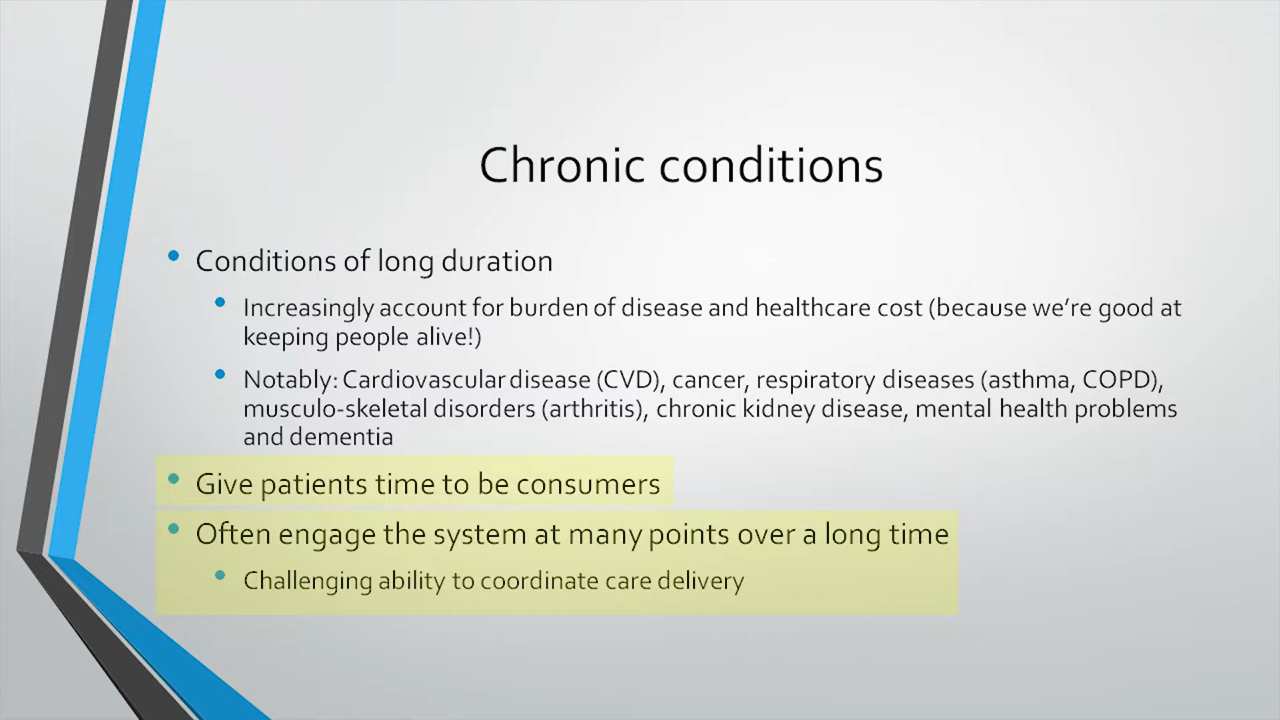 Chronic conditions
• Conditions of long duration
• Increasingly account for burden of disease and healthcare cost (because we’re good at
keeping people alive!)
• Notably: Cardiovascular disease (CVD), cancer, respiratory diseases (asthma, COPD),
musculo-skeletal disorders (arthritis), chronic kidney disease, mental health problems
and dementia
• Give patients time to be consumers
• Often engage the system at many points over a long time
• Challenging ability to coordinate care delivery